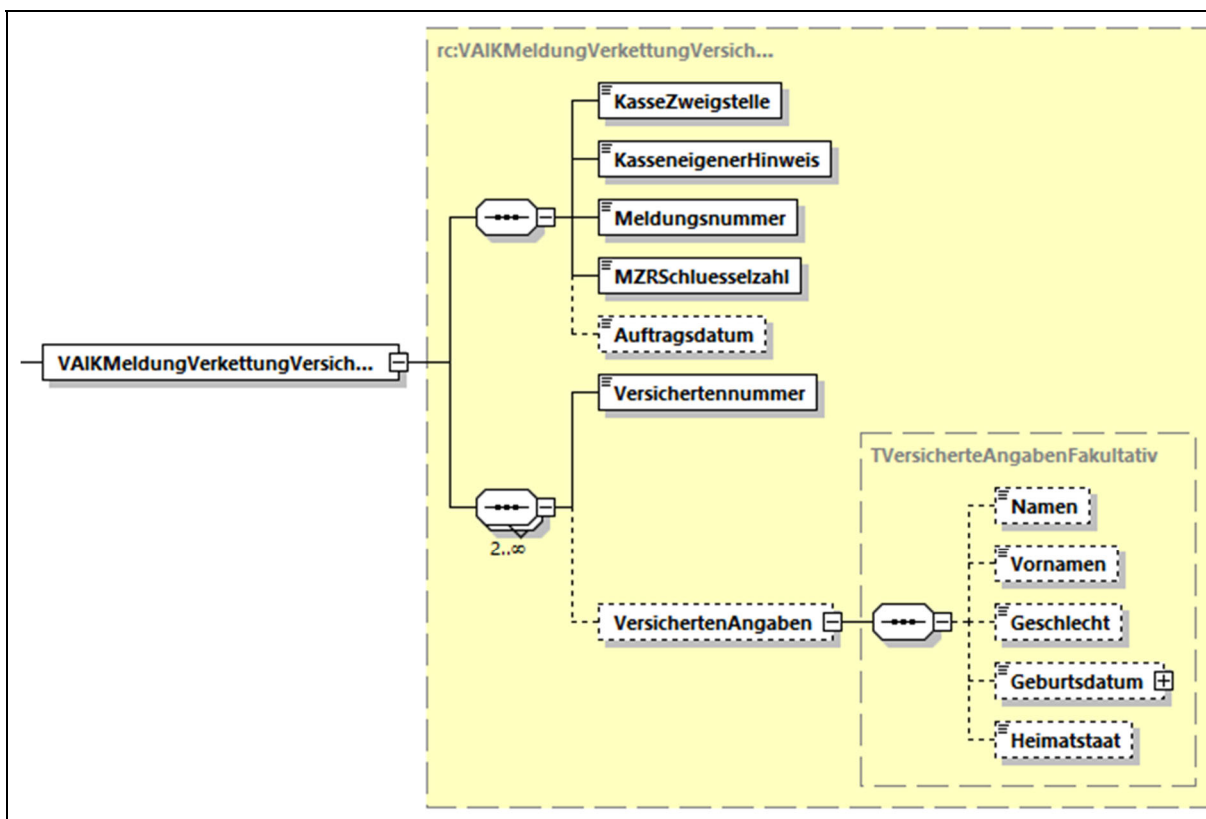 rc:VAIKMeldungVerkettungVersich...
KasseZweigstelle
KasseneigenerHinweis
Meldungsnummer
MZRSchluesselzahl
Auftragsdatum
VAIKMeldungVerkettungVersich...
Versichertennummer
TVersicherteAngabenFakultativ
Namen
2..∞
Vornamen
VersichertenAngaben
Geschlecht
Geburtsdatum
Heimatstaat